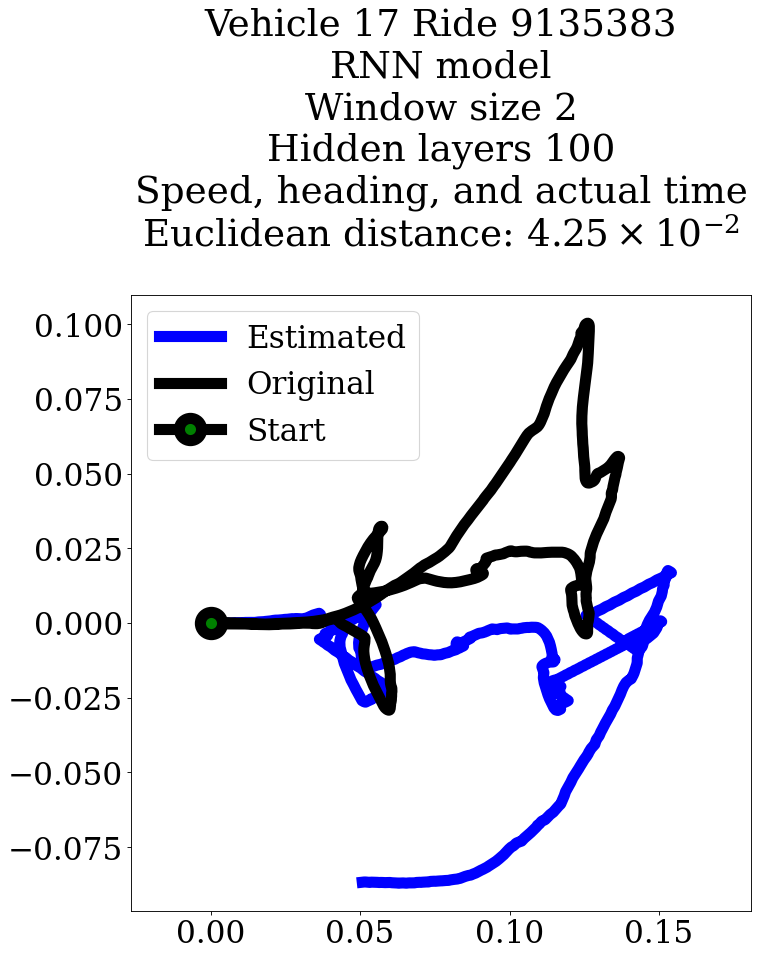 Vehicle 17 Ride 9135383
RNN model
Window size 2
Hidden layers 100
Speed, heading, and actual time
Euclidean distance: 4.25 × 10⁻²
Estimated
Original
Start
0.100
0.075
0.050
0.025
0.000
−0.025
−0.050
−0.075
0.00 0.05 0.10 0.15